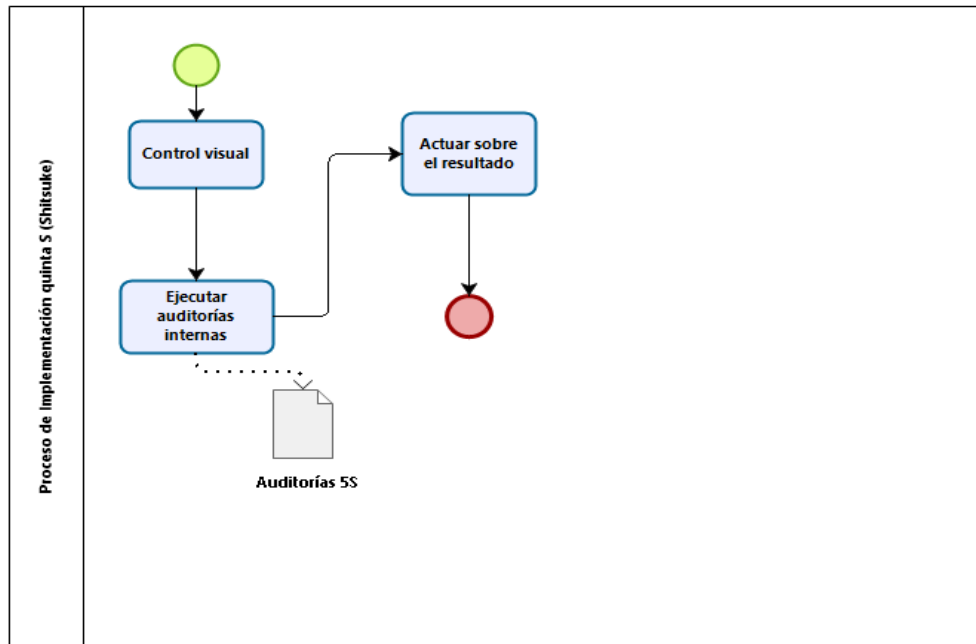 Proceso de Implementación quinta S (Shitsuke)
Control visual
Ejecutar
auditorías
internas
Auditorías 5S
Actuar sobre
el resultado